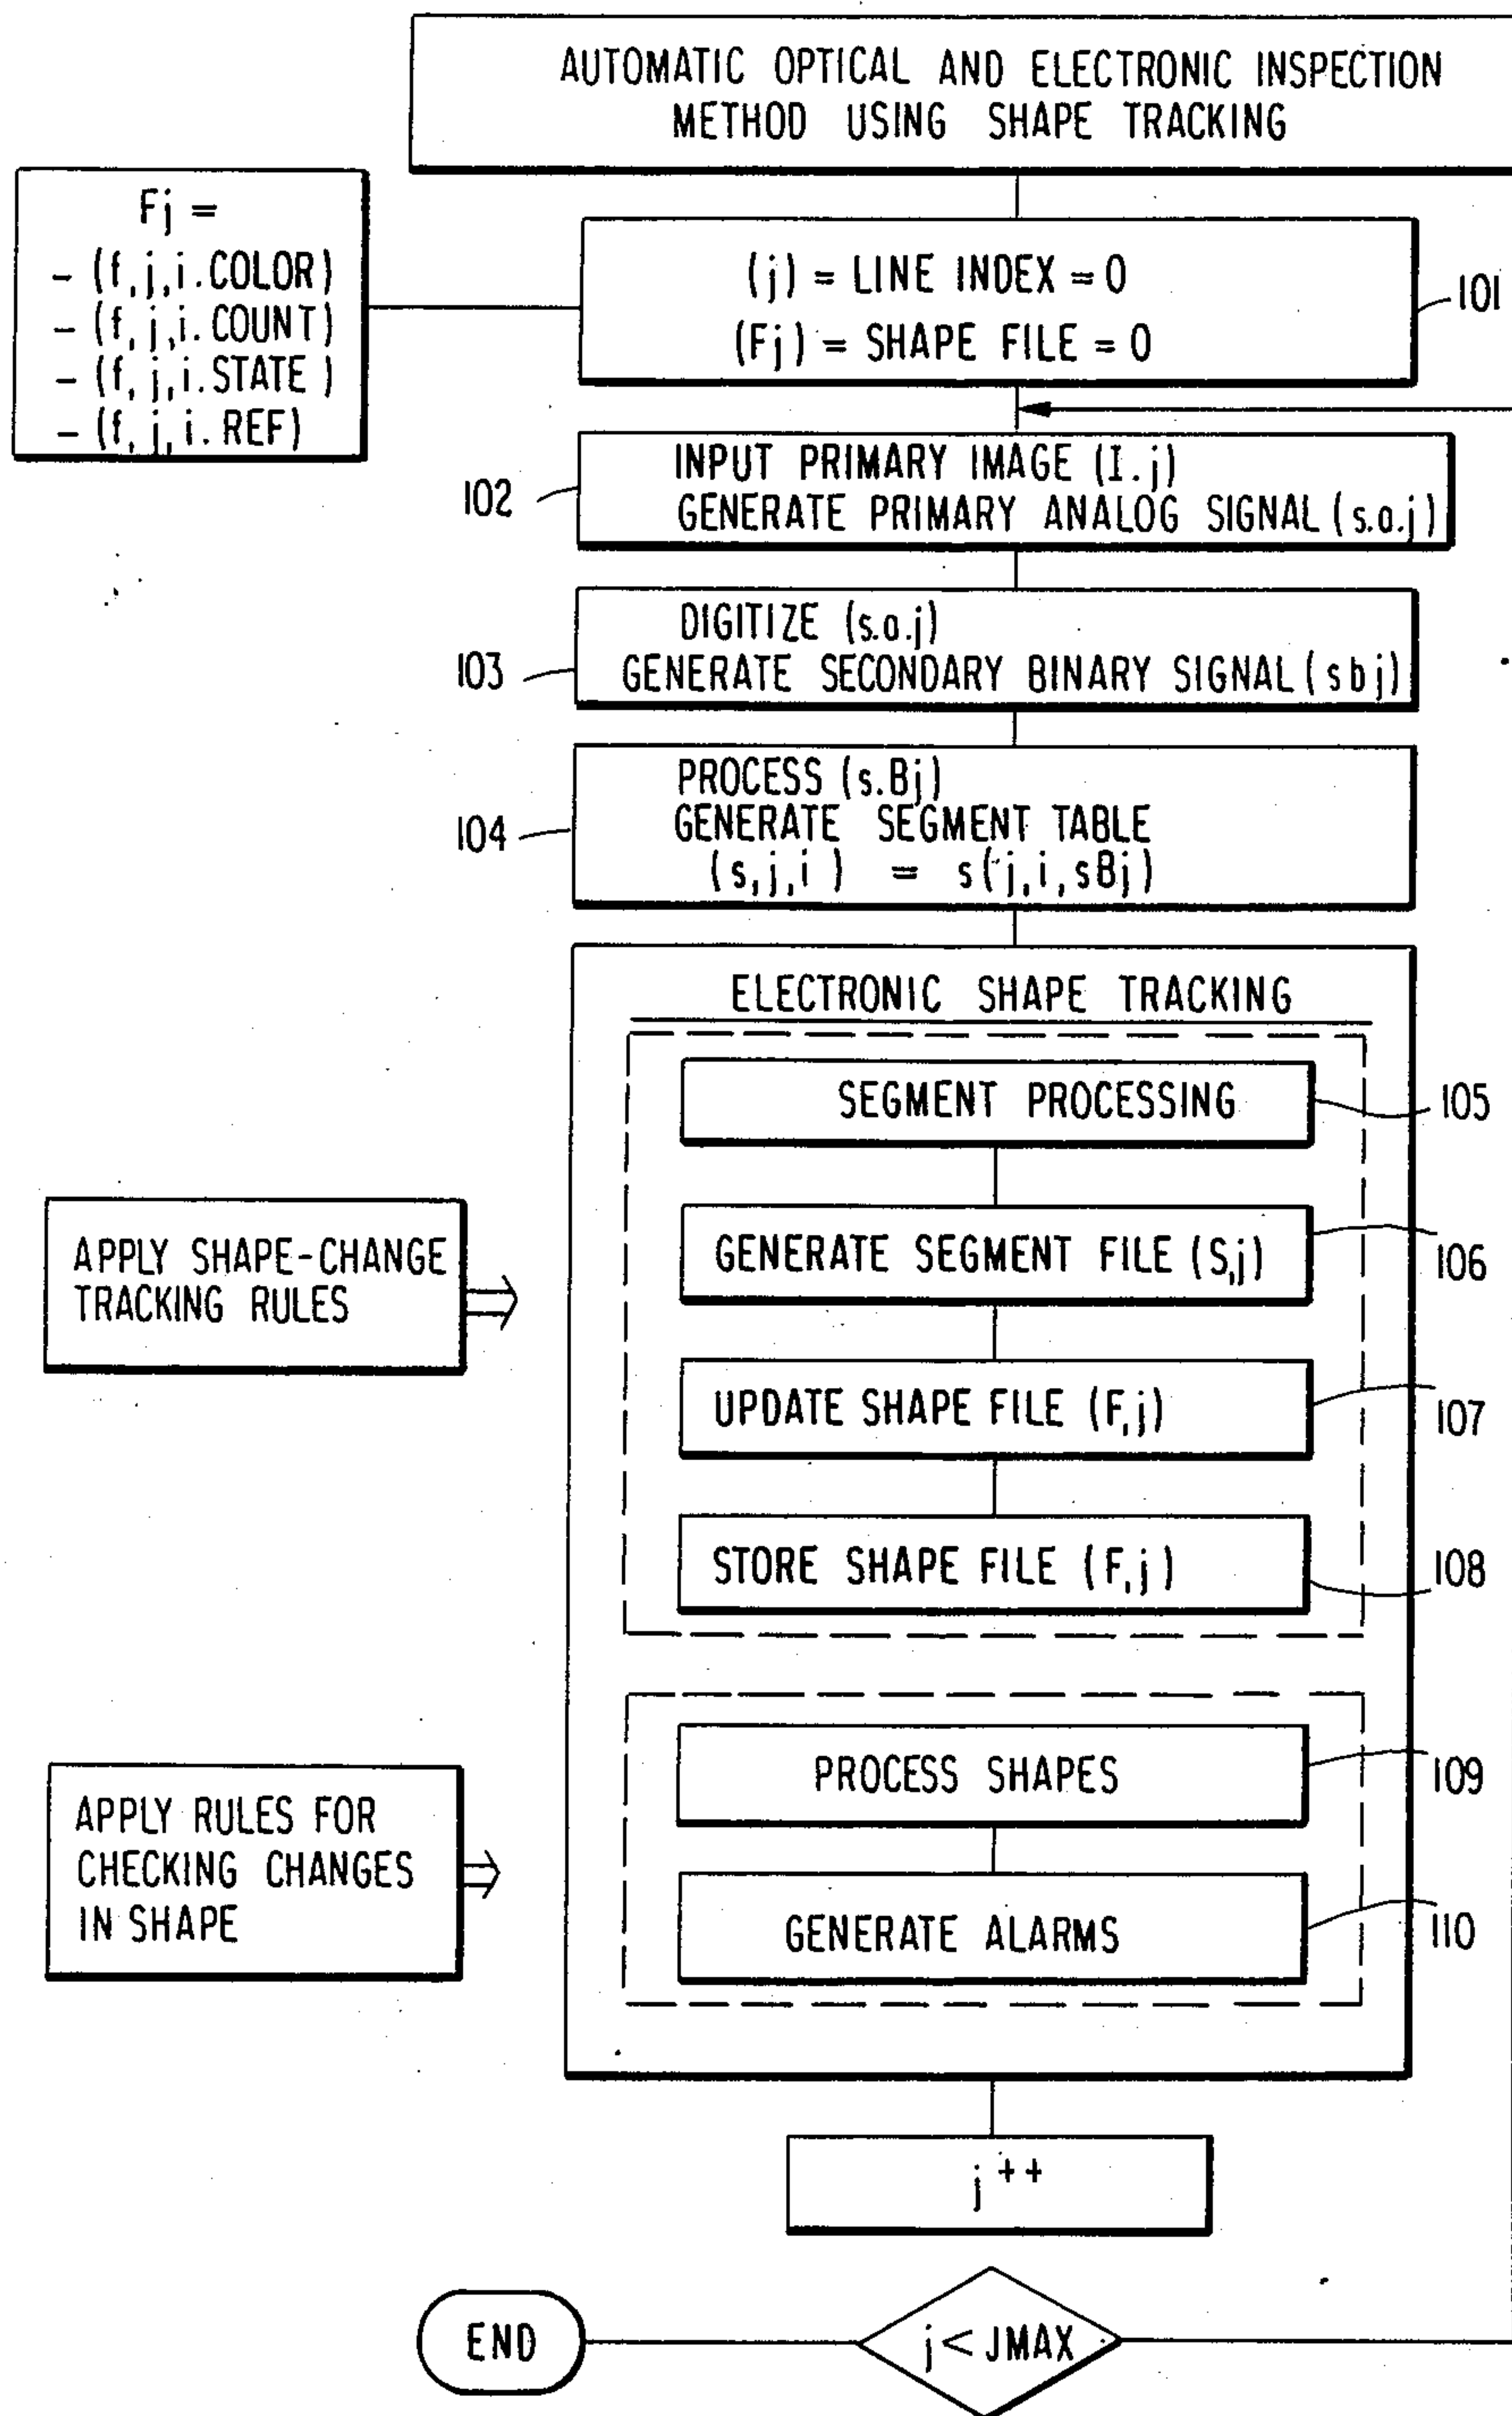 AUTOMATIC OPTICAL AND ELECTRONIC INSPECTION
METHOD USING SHAPE TRACKING
Fj =
- (f,j,i.COLOR)
- (f,j,i.COUNT)
- (f,j,i.STATE)
- (f,j,i.REF)
(j) = LINE INDEX = 0
(Fj) = SHAPE FILE = 0
101
INPUT PRIMARY IMAGE (I.j)
GENERATE PRIMARY ANALOG SIGNAL (s.a.j)
102
DIGITIZE (s.a.j)
GENERATE SECONDARY BINARY SIGNAL (sbj)
103
PROCESS (s.Bj)
GENERATE SEGMENT TABLE
(s,j,i) = s(j,i,sBj)
104
ELECTRONIC SHAPE TRACKING
SEGMENT PROCESSING
105
APPLY SHAPE-CHANGE
TRACKING RULES
GENERATE SEGMENT FILE (S,j)
106
UPDATE SHAPE FILE (F,j)
107
STORE SHAPE FILE (F,j)
108
APPLY RULES FOR
CHECKING CHANGES
IN SHAPE
PROCESS SHAPES
109
GENERATE ALARMS
110
j++
END
j < JMAX